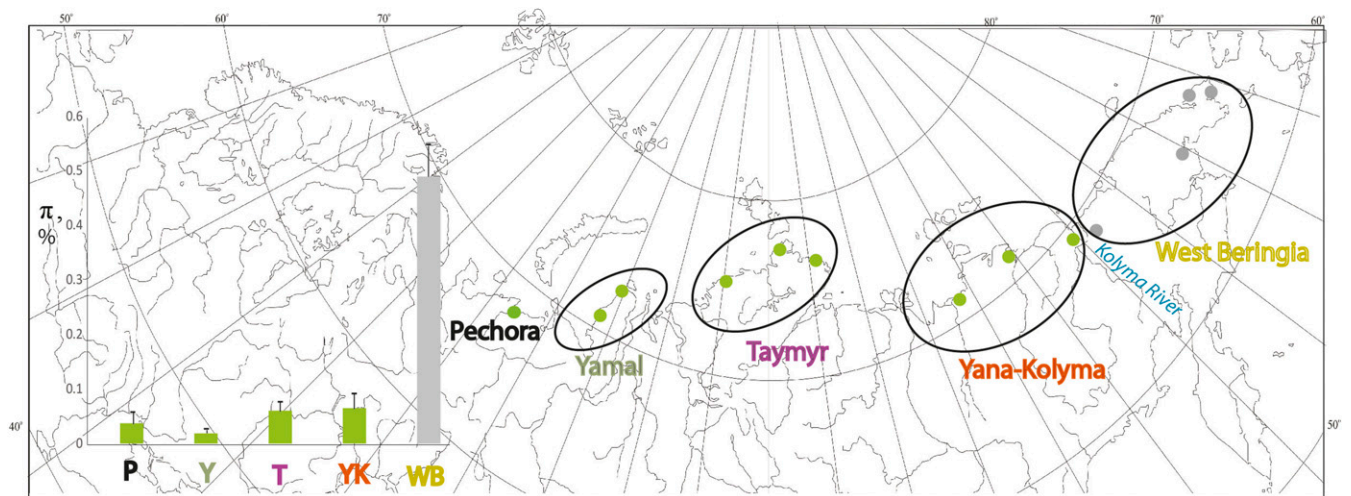 50°
60°
70°
80°
70°
60°
0.6
0.5
0.4
0.3
0.2
0.1
0
π,
%
40°
50°
P
Y
T
YK
WB
Pechora
Yamal
Taymyr
Yana-Kolyma
Kolyma River
West Beringia